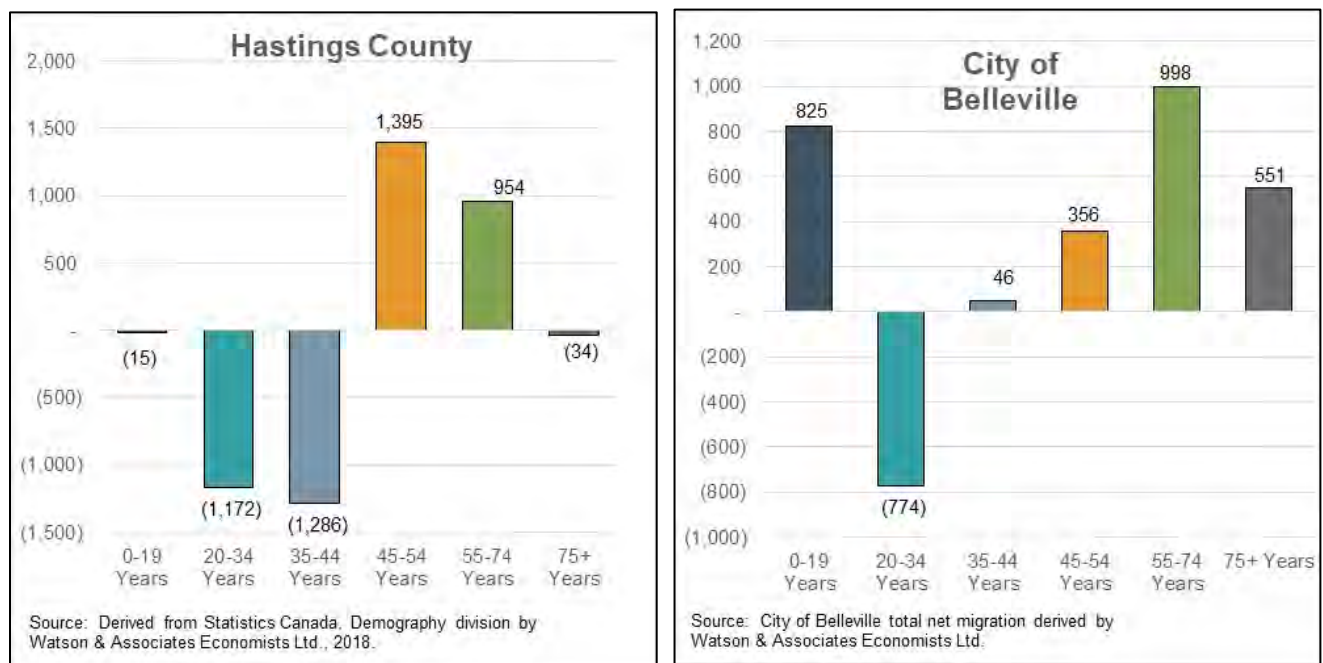 Hastings County
2,000
1,500
1,000
500
-
(500)
(1,000)
(1,500)
(15)
(1,172)
(1,286)
1,395
954
(34)
0-19
Years
20-34
Years
35-44
Years
45-54
Years
55-74
Years
75+
Years
Source: Derived from Statistics Canada, Demography division by
Watson & Associates Economists Ltd., 2018.
City of
Belleville
1,200
1,000
800
600
400
200
-
(200)
(400)
(600)
(800)
(1,000)
825
(774)
46
356
998
551
0-19
Years
20-34
Years
35-44
Years
45-54
Years
55-74
Years
75+ Years
Source: City of Belleville total net migration derived by
Watson & Associates Economists Ltd.